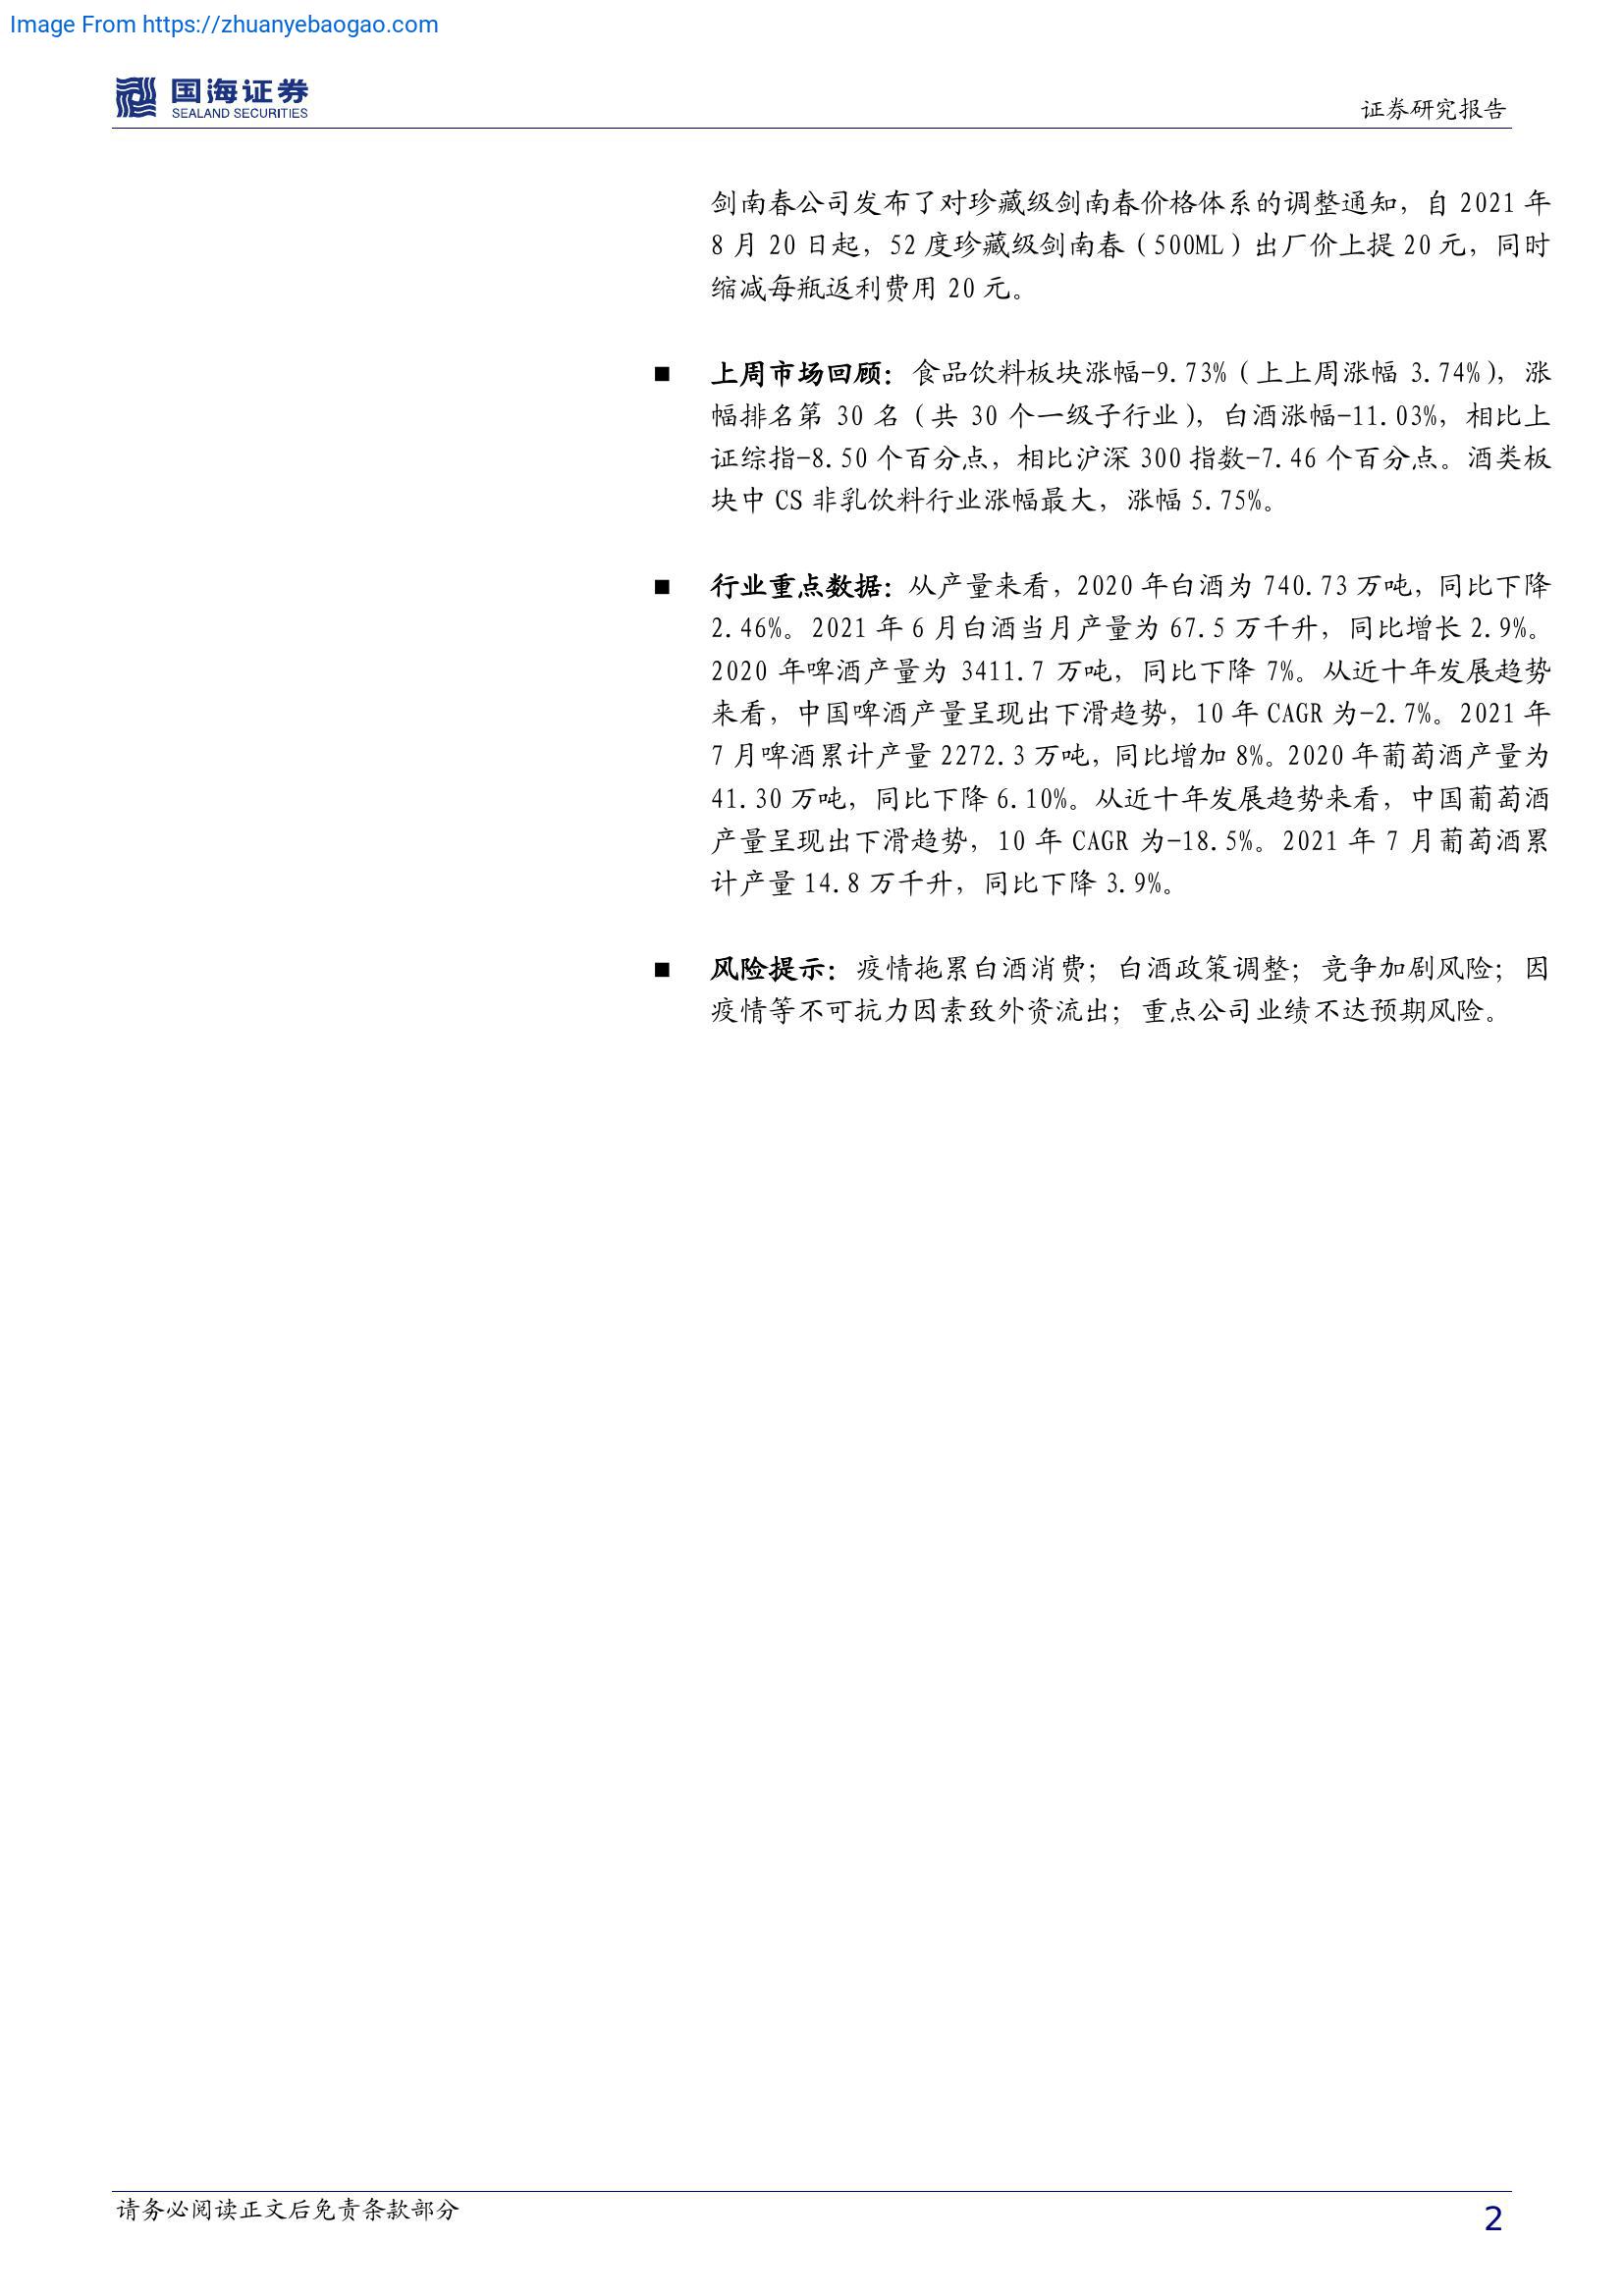 Image From https://zhuanyebaogao.com
国海证券
SEALAND SECURITIES
证券研究报告
剑南春公司发布了对珍藏级剑南春价格体系的调整通知，自 2021 年
8 月 20 日起，52 度珍藏级剑南春（500ML）出厂价上提 20 元，同时
缩减每瓶返利费用 20 元。
■ 上周市场回顾：食品饮料板块涨幅-9.73%（上上周涨幅 3.74%），涨
幅排名第 30 名（共 30 个一级子行业），白酒涨幅-11.03%，相比上
证综指-8.50 个百分点，相比沪深 300 指数-7.46 个百分点。酒类板
块中 CS 非乳饮料行业涨幅最大，涨幅 5.75%。
■ 行业重点数据：从产量来看，2020 年白酒为 740.73 万吨，同比下降
2.46%。2021 年 6 月白酒当月产量为 67.5 万千升，同比增长 2.9%。
2020 年啤酒产量为 3411.7 万吨，同比下降 7%。从近十年发展趋势
来看，中国啤酒产量呈现出下滑趋势，10 年 CAGR 为-2.7%。2021 年
7 月啤酒累计产量 2272.3 万吨，同比增加 8%。2020 年葡萄酒产量为
41.30 万吨，同比下降 6.10%。从近十年发展趋势来看，中国葡萄酒
产量呈现出下滑趋势，10 年 CAGR 为-18.5%。2021 年 7 月葡萄酒累
计产量 14.8 万千升，同比下降 3.9%。
■ 风险提示：疫情拖累白酒消费；白酒政策调整；竞争加剧风险；因
疫情等不可抗力因素致外资流出；重点公司业绩不达预期风险。
请务必阅读正文后免责条款部分
2